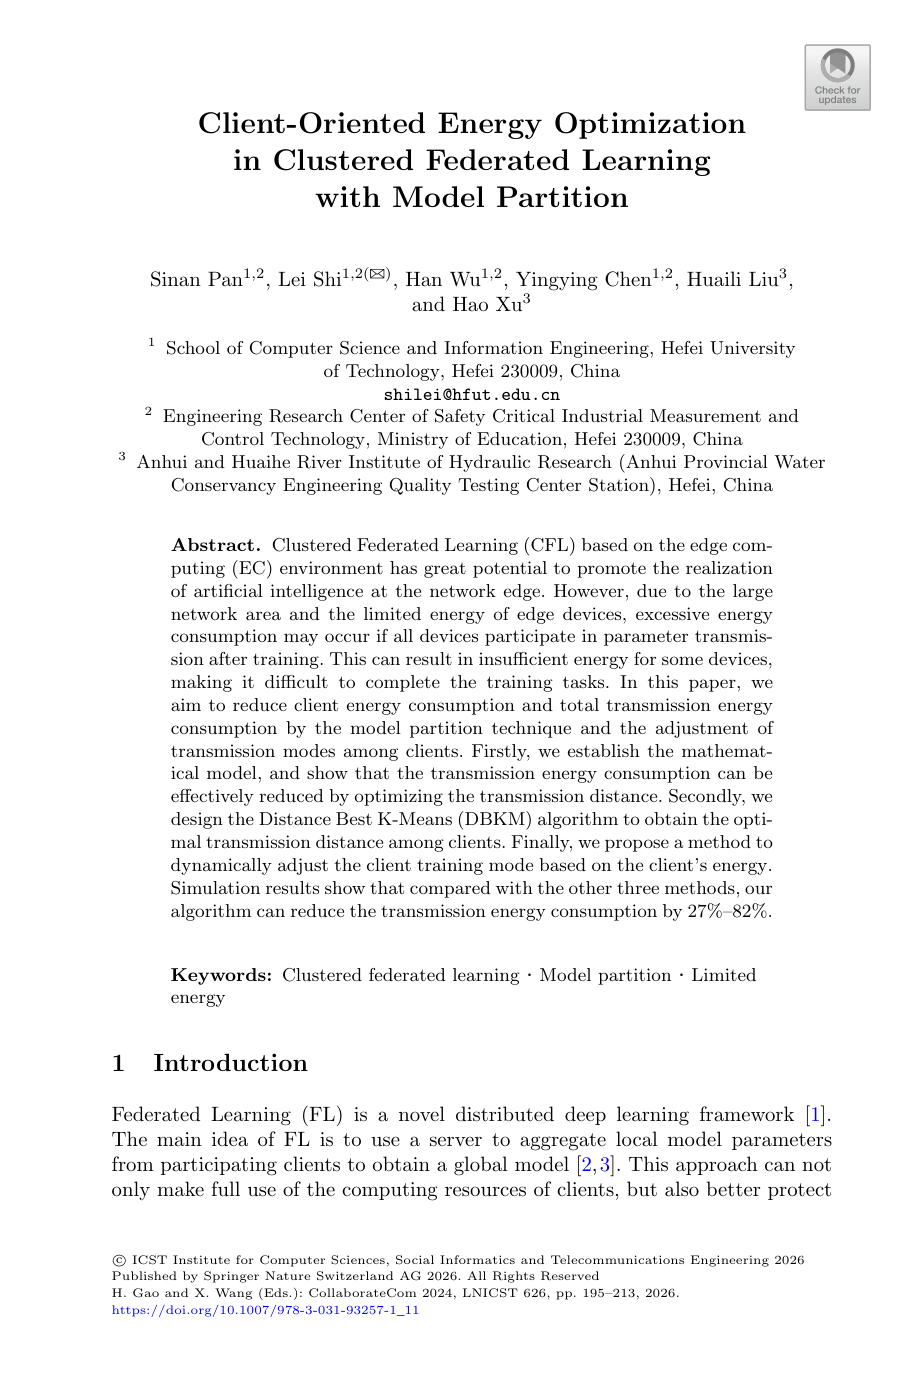 Check for
updates
Client-Oriented Energy Optimization
in Clustered Federated Learning
with Model Partition
Sinan Pan1,2, Lei Shi1,2(✉), Han Wu1,2, Yingying Chen1,2, Huaili Liu3,
and Hao Xu3
1 School of Computer Science and Information Engineering, Hefei University
of Technology, Hefei 230009, China
shilei@hfut.edu.cn
2 Engineering Research Center of Safety Critical Industrial Measurement and
Control Technology, Ministry of Education, Hefei 230009, China
3 Anhui and Huaihe River Institute of Hydraulic Research (Anhui Provincial Water
Conservancy Engineering Quality Testing Center Station), Hefei, China
Abstract. Clustered Federated Learning (CFL) based on the edge com-
puting (EC) environment has great potential to promote the realization
of artificial intelligence at the network edge. However, due to the large
network area and the limited energy of edge devices, excessive energy
consumption may occur if all devices participate in parameter transmis-
sion after training. This can result in insufficient energy for some devices,
making it difficult to complete the training tasks. In this paper, we
aim to reduce client energy consumption and total transmission energy
consumption by the model partition technique and the adjustment of
transmission modes among clients. Firstly, we establish the mathemat-
ical model, and show that the transmission energy consumption can be
effectively reduced by optimizing the transmission distance. Secondly, we
design the Distance Best K-Means (DBKM) algorithm to obtain the opti-
mal transmission distance among clients. Finally, we propose a method to
dynamically adjust the client training mode based on the client's energy.
Simulation results show that compared with the other three methods, our
algorithm can reduce the transmission energy consumption by 27%–82%.
Keywords: Clustered federated learning · Model partition · Limited
energy
1 Introduction
Federated Learning (FL) is a novel distributed deep learning framework [1].
The main idea of FL is to use a server to aggregate local model parameters
from participating clients to obtain a global model [2,3]. This approach can not
only make full use of the computing resources of clients, but also better protect
© ICST Institute for Computer Sciences, Social Informatics and Telecommunications Engineering 2026
Published by Springer Nature Switzerland AG 2026. All Rights Reserved
H. Gao and X. Wang (Eds.): CollaborateCom 2024, LNICST 626, pp. 195–213, 2026.
https://doi.org/10.1007/978-3-031-93257-1_11